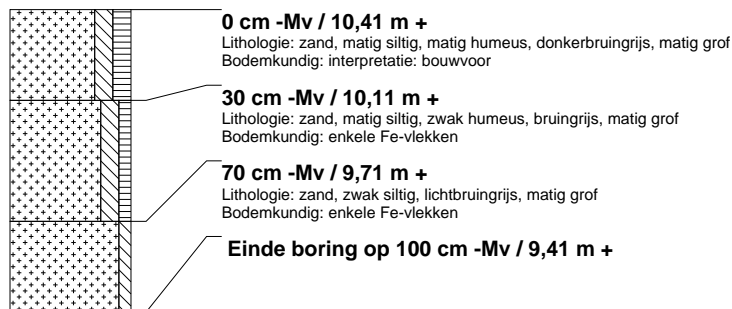 0 cm -Mv / 10,41 m +
Lithologie: zand, matig siltig, matig humeus, donkerbruingrijs, matig grof
Bodemkundig: interpretatie: bouwvoor
30 cm -Mv / 10,11 m +
Lithologie: zand, matig siltig, zwak humeus, bruingrijs, matig grof
Bodemkundig: enkele Fe-vlekken
70 cm -Mv / 9,71 m +
Lithologie: zand, zwak siltig, lichtbruingrijs, matig grof
Bodemkundig: enkele Fe-vlekken
Einde boring op 100 cm -Mv / 9,41 m +